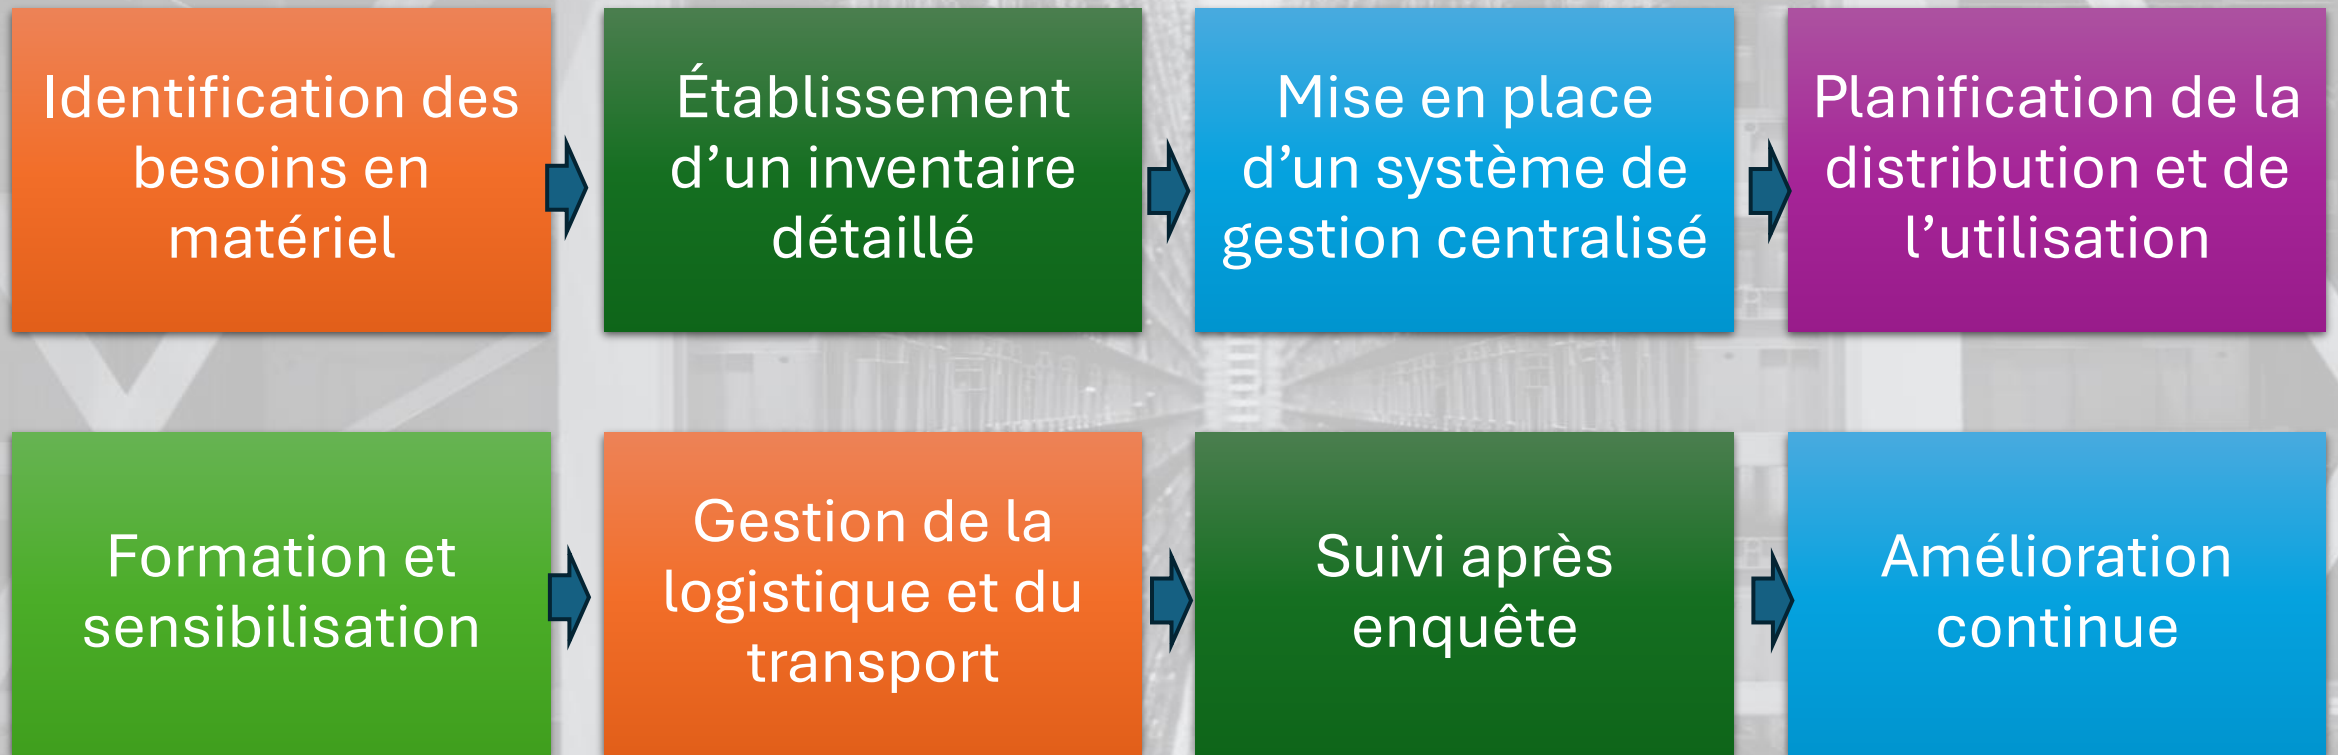 Identification des
besoins en
matériel
Établissement
d’un inventaire
détaillé
Mise en place
d’un système de
gestion centralisé
Planification de la
distribution et de
l’utilisation
Formation et
sensibilisation
Gestion de la
logistique et du
transport
Suivi après
enquête
Amélioration
continue